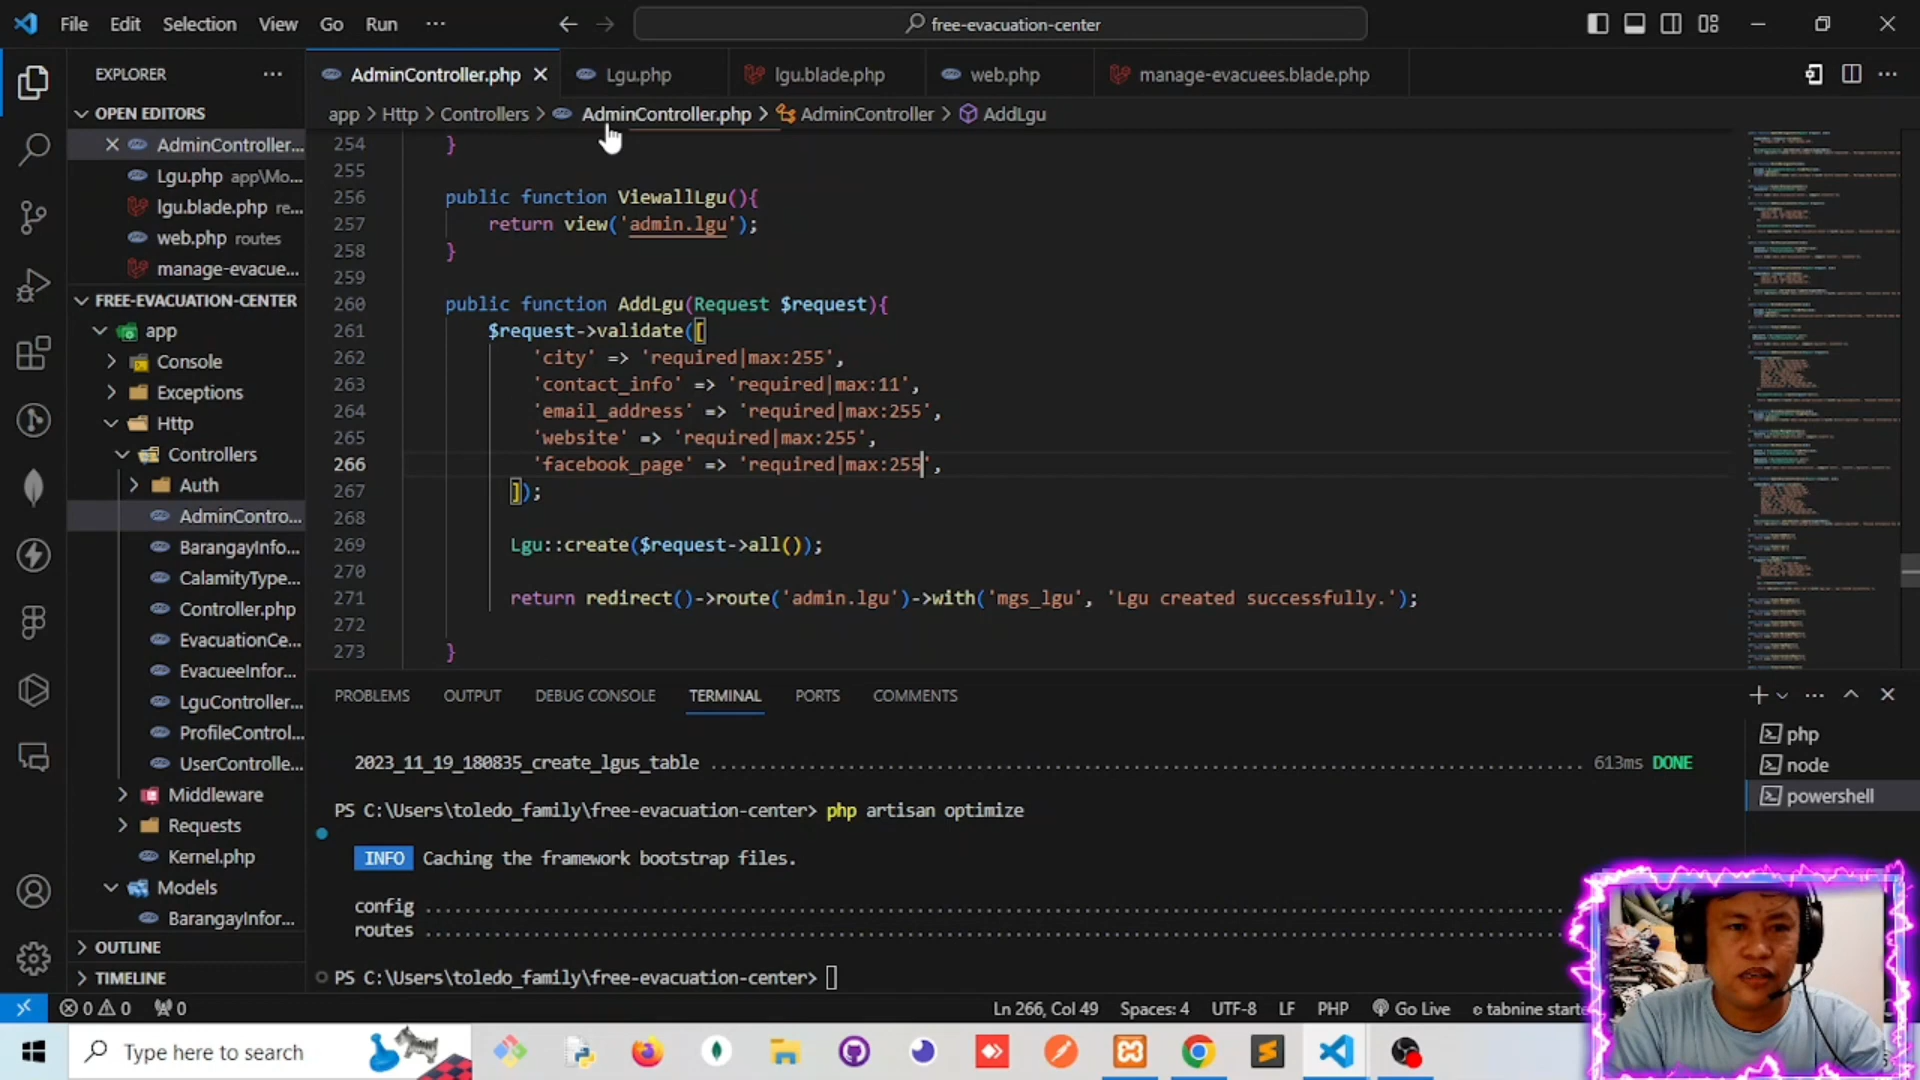 File Edit Selection View Go Run ···
free-evacuation-center
EXPLORER ···
AdminController.php
Lgu.php
lgu.blade.php
web.php
manage-evacuees.blade.php
OPEN EDITORS
app > Http > Controllers > AdminController.php > AdminController > AddLgu
AdminController...
Lgu.php app\Mo...
lgu.blade.php re...
web.php routes
manage-evacue...
FREE-EVACUATION-CENTER
app
Console
Exceptions
Http
Controllers
Auth
AdminContro...
BarangayInfo...
CalamityType...
Controller.php
EvacuationCe...
EvacueeInfor...
LguController...
ProfileControl...
UserControlle...
Middleware
Requests
Kernel.php
Models
BarangayInfor...
OUTLINE
TIMELINE
254 }
255
256 public function ViewallLgu(){
257 return view('admin.lgu');
258 }
259
260 public function AddLgu(Request $request){
261 $request->validate([
262 'city' => 'required|max:255',
263 'contact_info' => 'required|max:11',
264 'email_address' => 'required|max:255',
265 'website' => 'required|max:255',
266 'facebook_page' => 'required|max:255',
267 ]);
268
269 Lgu::create($request->all());
270
271 return redirect()->route('admin.lgu')->with('mgs_lgu', 'Lgu created successfully.');
272
273 }
PROBLEMS OUTPUT DEBUG CONSOLE TERMINAL PORTS COMMENTS
php
node
powershell
2023_11_19_180835_create_lgus_table ........ 613ms DONE
PS C:\Users\toledo_family\free-evacuation-center> php artisan optimize
INFO Caching the framework bootstrap files.
config ........
routes ........
PS C:\Users\toledo_family\free-evacuation-center>
0 0 0 Ln 266, Col 49 Spaces: 4 UTF-8 LF PHP Go Live tabnine starte
Type here to search